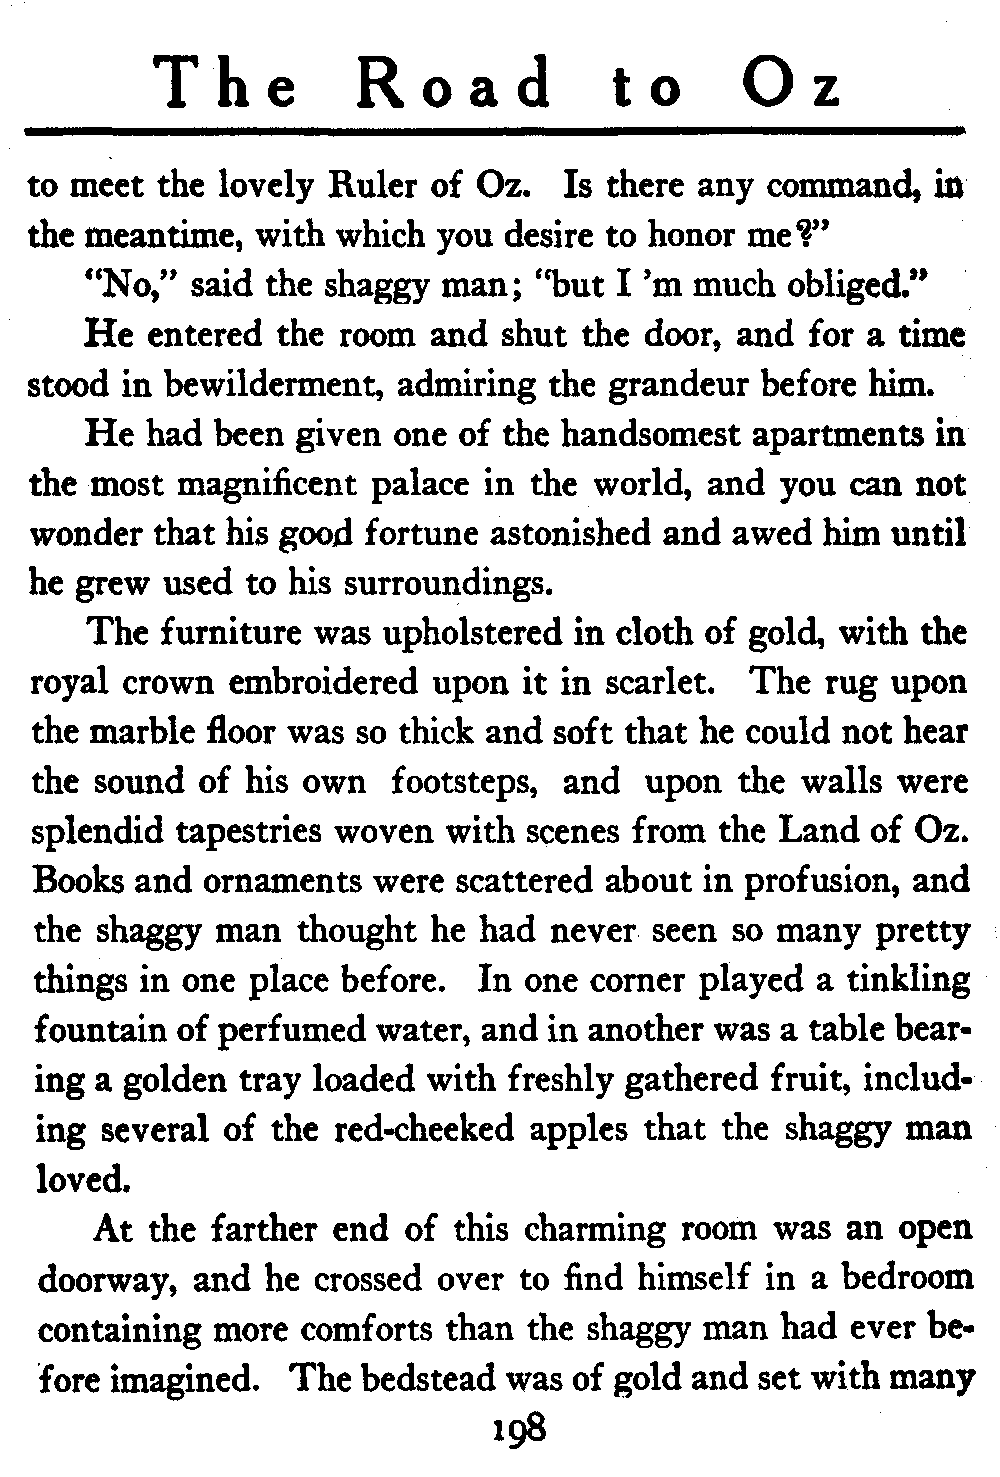 The Road to Oz
to meet the lovely Ruler of Oz. Is there any command, in
the meantime, with which you desire to honor me?”
“No,” said the shaggy man; “but I ’m much obliged.”
He entered the room and shut the door, and for a time
stood in bewilderment, admiring the grandeur before him.
He had been given one of the handsomest apartments in
the most magnificent palace in the world, and you can not
wonder that his good fortune astonished and awed him until
he grew used to his surroundings.
The furniture was upholstered in cloth of gold, with the
royal crown embroidered upon it in scarlet. The rug upon
the marble floor was so thick and soft that he could not hear
the sound of his own footsteps, and upon the walls were
splendid tapestries woven with scenes from the Land of Oz.
Books and ornaments were scattered about in profusion, and
the shaggy man thought he had never seen so many pretty
things in one place before. In one corner played a tinkling
fountain of perfumed water, and in another was a table bear-
ing a golden tray loaded with freshly gathered fruit, includ-
ing several of the red-cheeked apples that the shaggy man
loved.
At the farther end of this charming room was an open
doorway, and he crossed over to find himself in a bedroom
containing more comforts than the shaggy man had ever be-
fore imagined. The bedstead was of gold and set with many
198